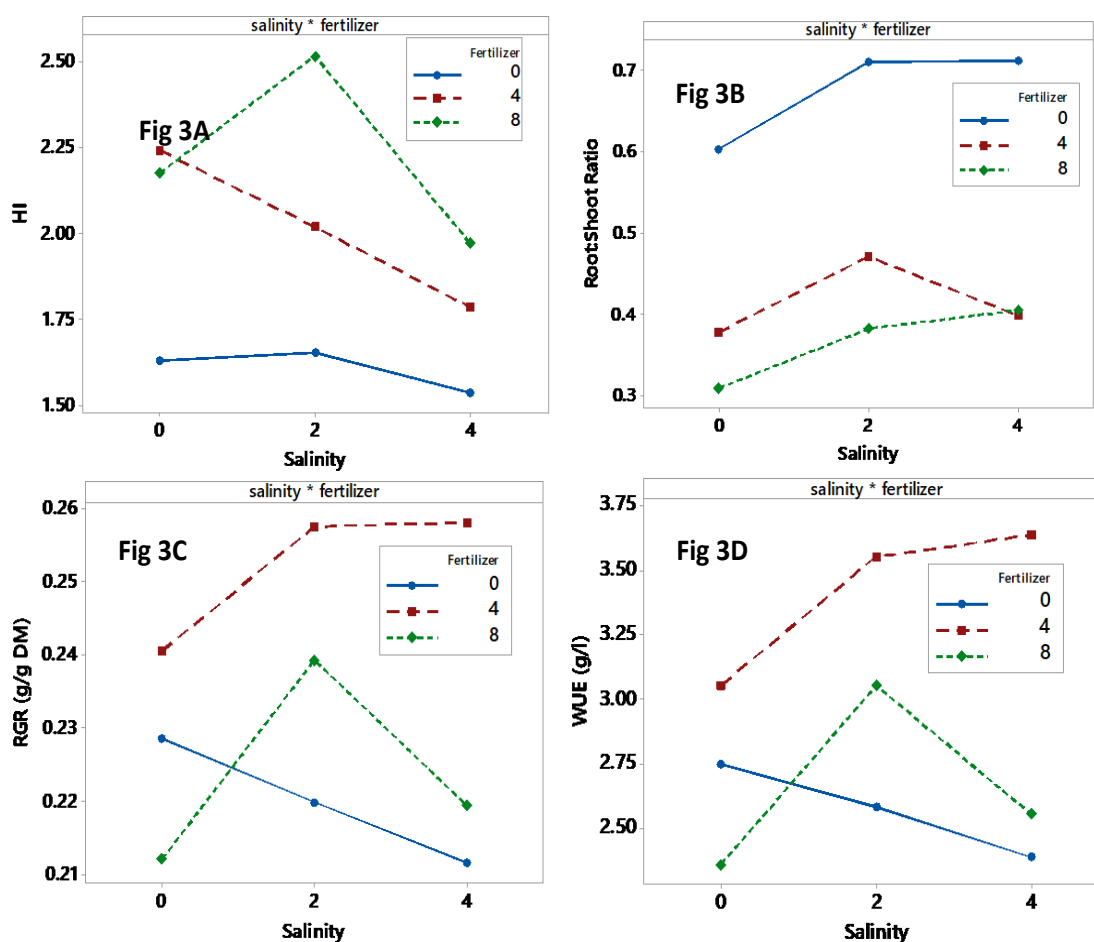 salinity * fertilizer
Fig 3A
HI
2.50
2.25
2.00
1.75
1.50
0
2
4
Salinity
Fertilizer
0
4
8
salinity * fertilizer
Fig 3B
Root:shoot Ratio
0.7
0.6
0.5
0.4
0.3
0
2
4
Salinity
Fertilizer
0
4
8
salinity * fertilizer
Fig 3C
RGR (g/g DM)
0.26
0.25
0.24
0.23
0.22
0.21
0
2
4
Salinity
Fertilizer
0
4
8
salinity * fertilizer
Fig 3D
WUE (g/l)
3.75
3.50
3.25
3.00
2.75
2.50
0
2
4
Salinity
Fertilizer
0
4
8